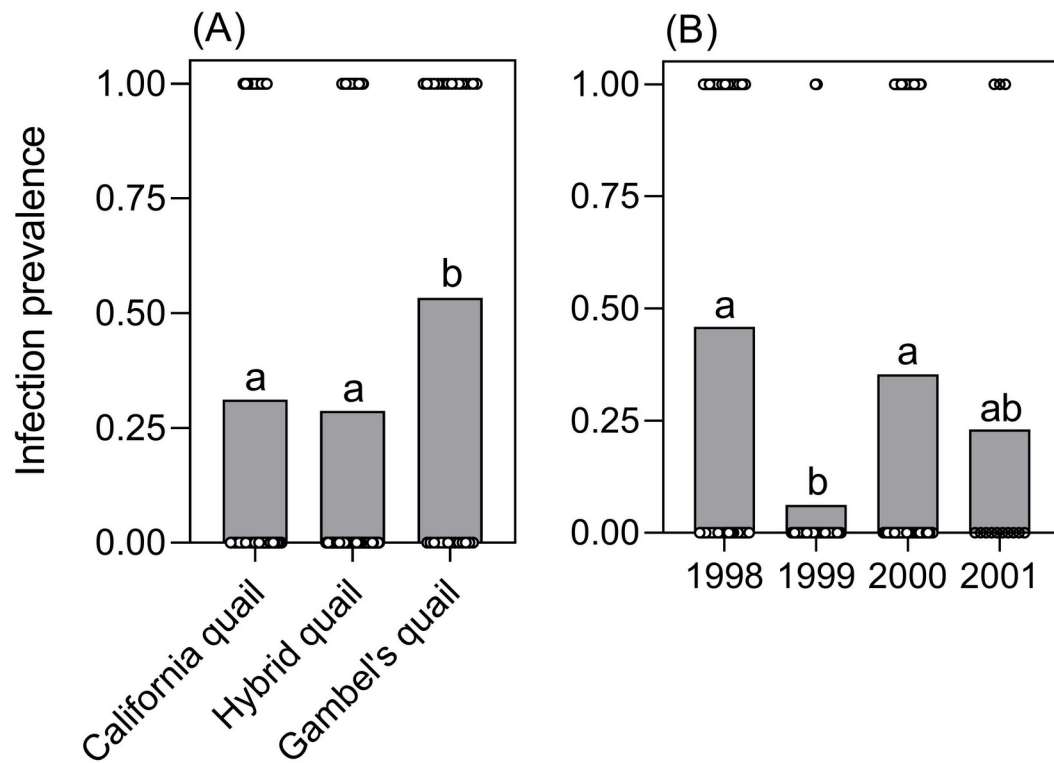 (A)
Infection prevalence
1.00
0.75
0.50
0.25
0.00
a
a
b
California quail
Hybrid quail
Gambel's quail
(B)
1.00
0.75
0.50
0.25
0.00
a
b
a
ab
1998
1999
2000
2001